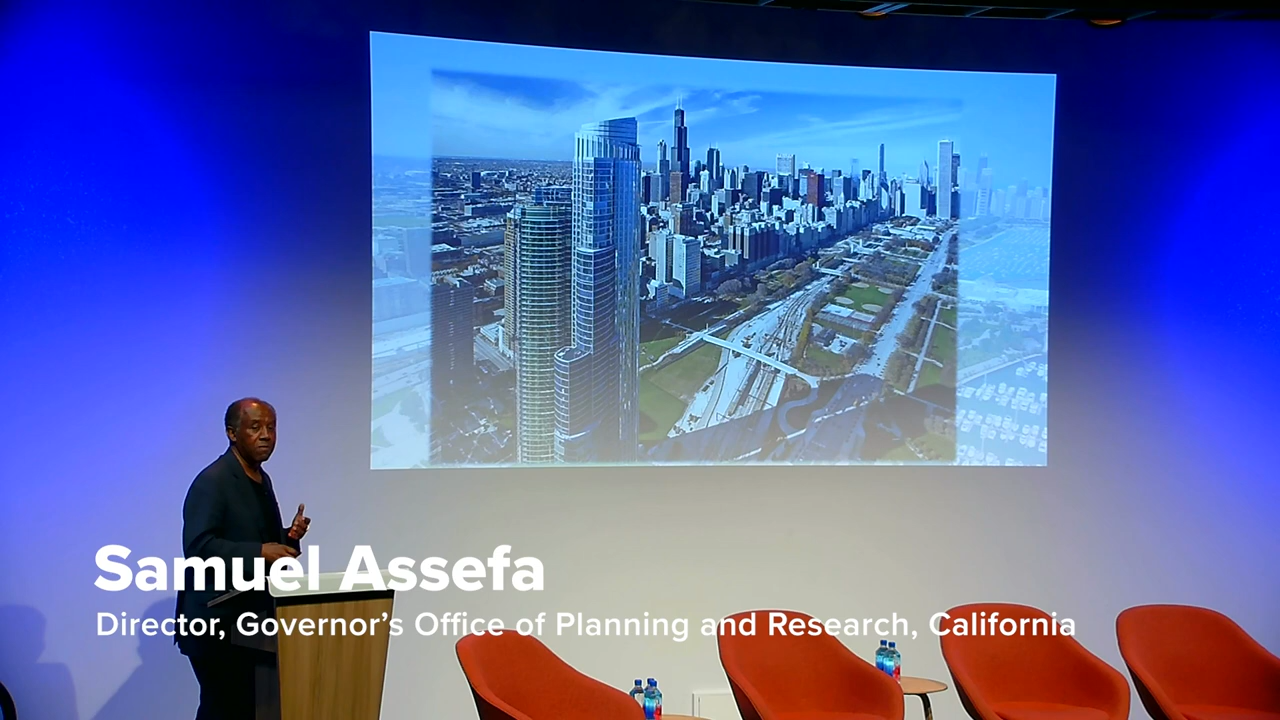 Samuel Assefa
Director, Governor’s Office of Planning and Research, California